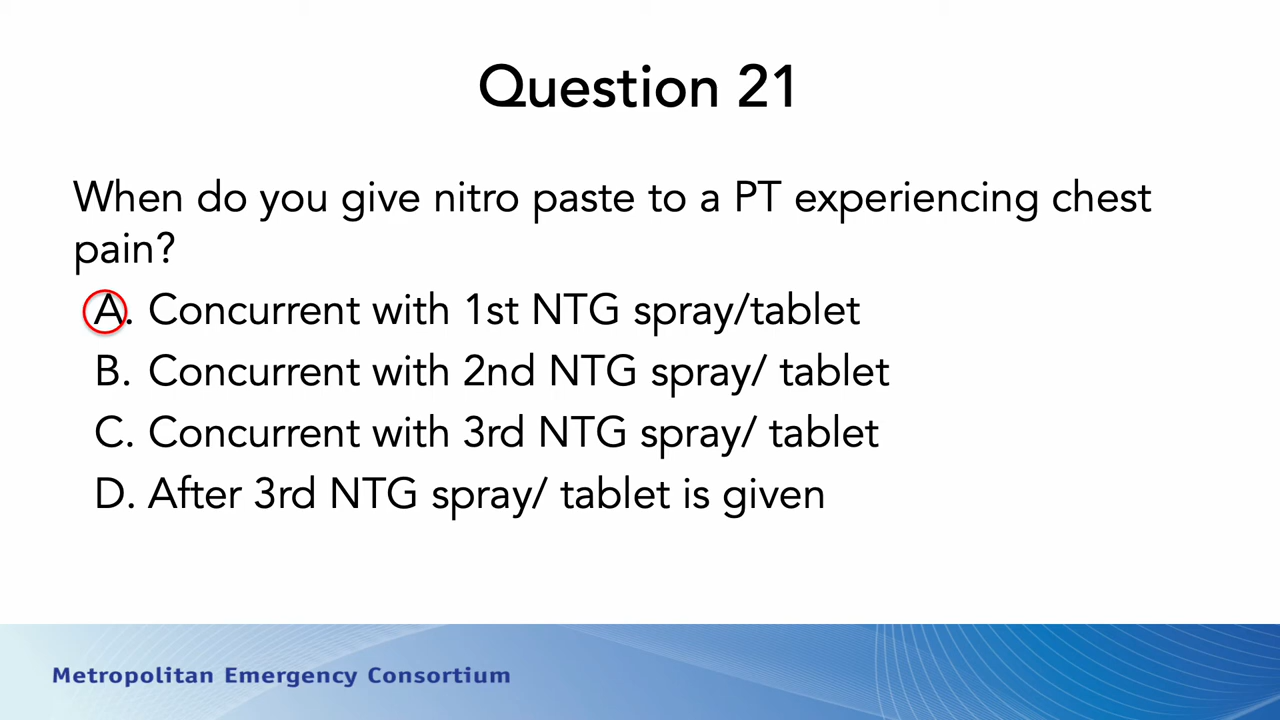 Question 21
When do you give nitro paste to a PT experiencing chest
pain?
A. Concurrent with 1st NTG spray/tablet
B. Concurrent with 2nd NTG spray/ tablet
C. Concurrent with 3rd NTG spray/ tablet
D. After 3rd NTG spray/ tablet is given
Metropolitan Emergency Consortium